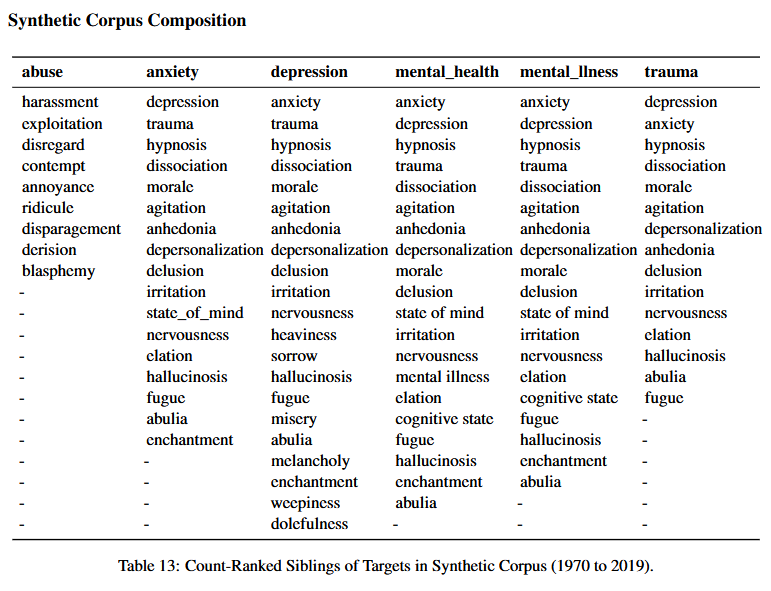 Synthetic Corpus Composition
abuse anxiety depression mental_health mental_llness trauma
harassment depression anxiety anxiety anxiety depression
exploitation trauma trauma depression depression anxiety
disregard hypnosis hypnosis hypnosis hypnosis hypnosis
contempt dissociation dissociation trauma trauma dissociation
annoyance morale morale dissociation dissociation morale
ridicule agitation agitation agitation agitation agitation
disparagement anhedonia anhedonia anhedonia anhedonia depersonalization
derision depersonalization depersonalization depersonalization depersonalization anhedonia
blasphemy delusion delusion morale morale delusion
- irritation irritation delusion delusion irritation
- state_of_mind nervousness state of mind state of mind nervousness
- nervousness heaviness irritation irritation elation
- elation sorrow nervousness nervousness hallucinosis
- hallucinosis hallucinosis mental illness elation abulia
- fugue fugue elation cognitive state fugue
- abulia misery cognitive state fugue -
- enchantment abulia fugue hallucinosis -
- - melancholy hallucinosis enchantment -
- - enchantment enchantment abulia -
- - weepiness abulia - -
- - dolefulness - - -
Table 13: Count-Ranked Siblings of Targets in Synthetic Corpus (1970 to 2019).